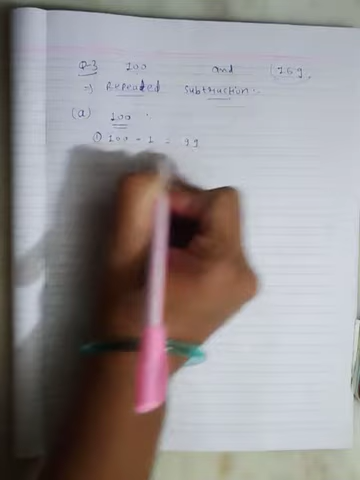 Q-3 100 and 169.
⇒ Repeated Subtraction:-
(a) 100 .
① 100 - 1 = 99